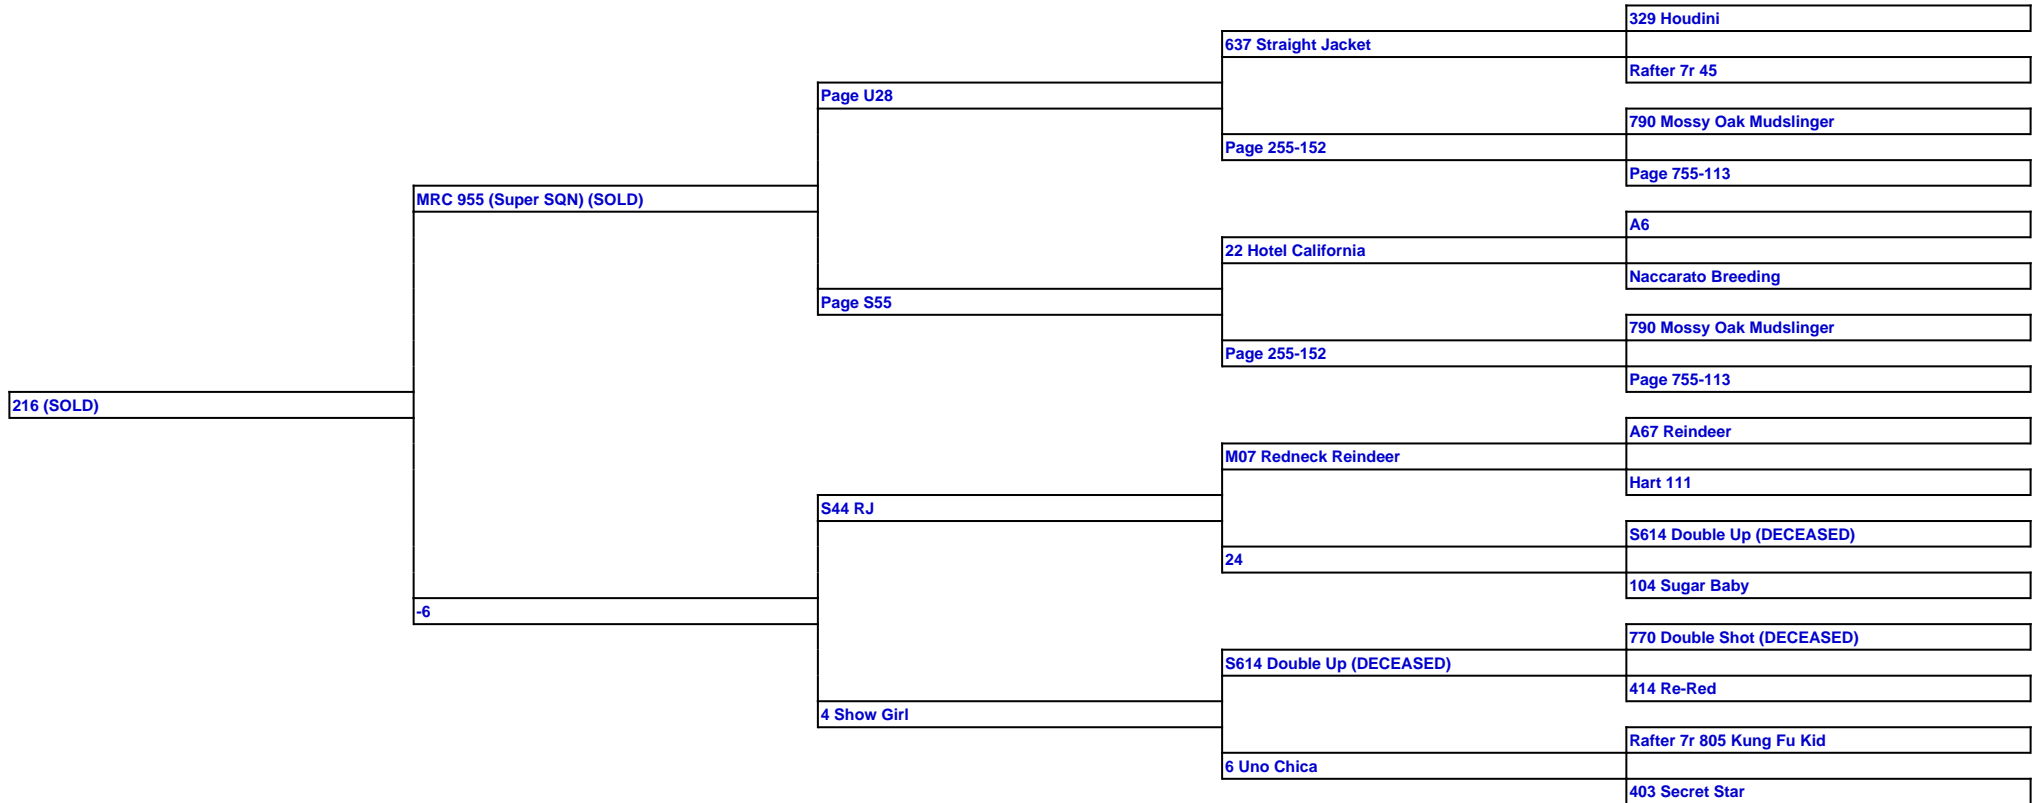 329 Houdini
637 Straight Jacket
Rafter 7r 45
Page U28
790 Mossy Oak Mudslinger
Page 255-152
Page 755-113
MRC 955 (Super SQN) (SOLD)
A6
22 Hotel California
Naccarato Breeding
Page S55
790 Mossy Oak Mudslinger
Page 255-152
Page 755-113
216 (SOLD)
A67 Reindeer
M07 Redneck Reindeer
Hart 111
S44 RJ
S614 Double Up (DECEASED)
24
104 Sugar Baby
-6
770 Double Shot (DECEASED)
S614 Double Up (DECEASED)
414 Re-Red
4 Show Girl
Rafter 7r 805 Kung Fu Kid
6 Uno Chica
403 Secret Star